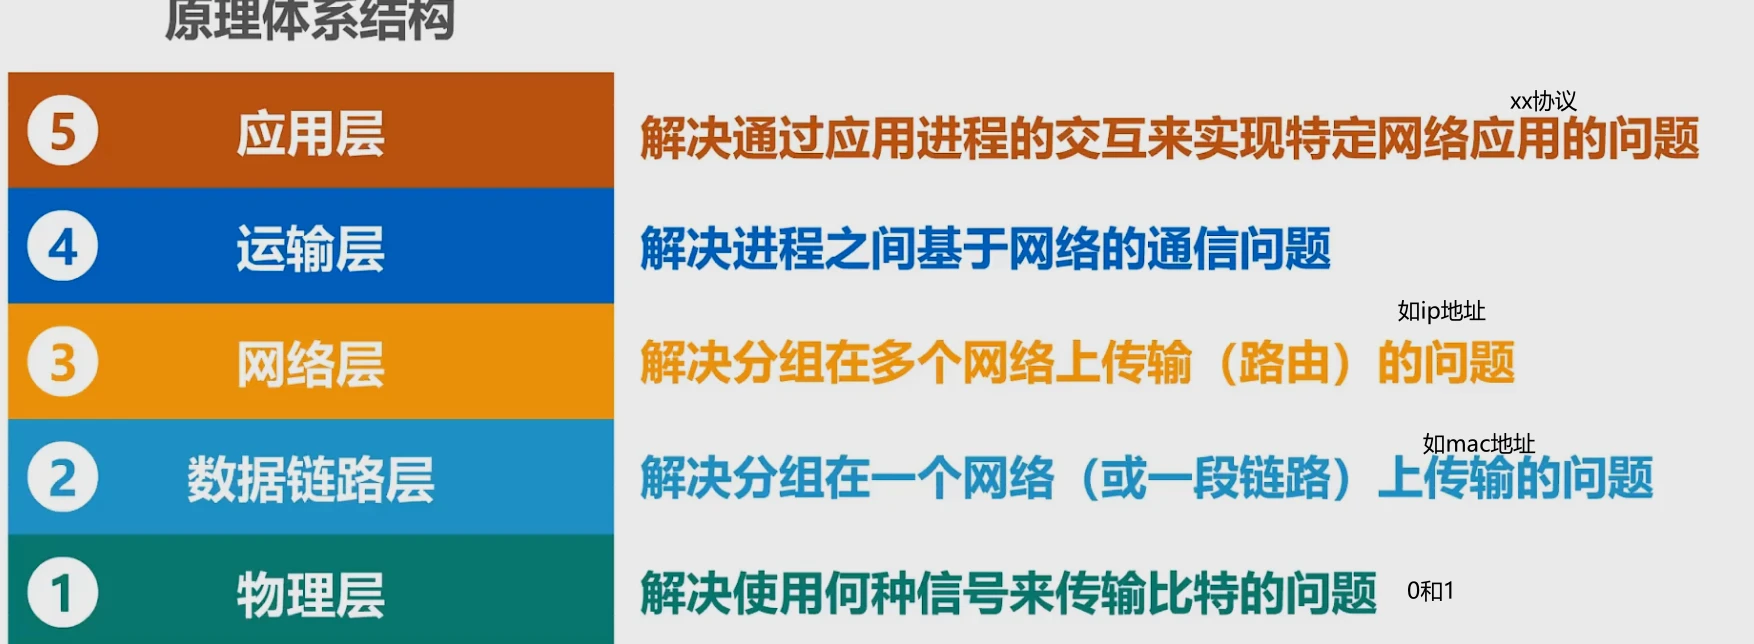 原理体系结构
xx协议
5 应用层 解决通过应用进程的交互来实现特定网络应用的问题
4 运输层 解决进程之间基于网络的通信问题
如ip地址
3 网络层 解决分组在多个网络上传输（路由）的问题
如mac地址
2 数据链路层 解决分组在一个网络（或一段链路）上传输的问题
1 物理层 解决使用何种信号来传输比特的问题 0和1